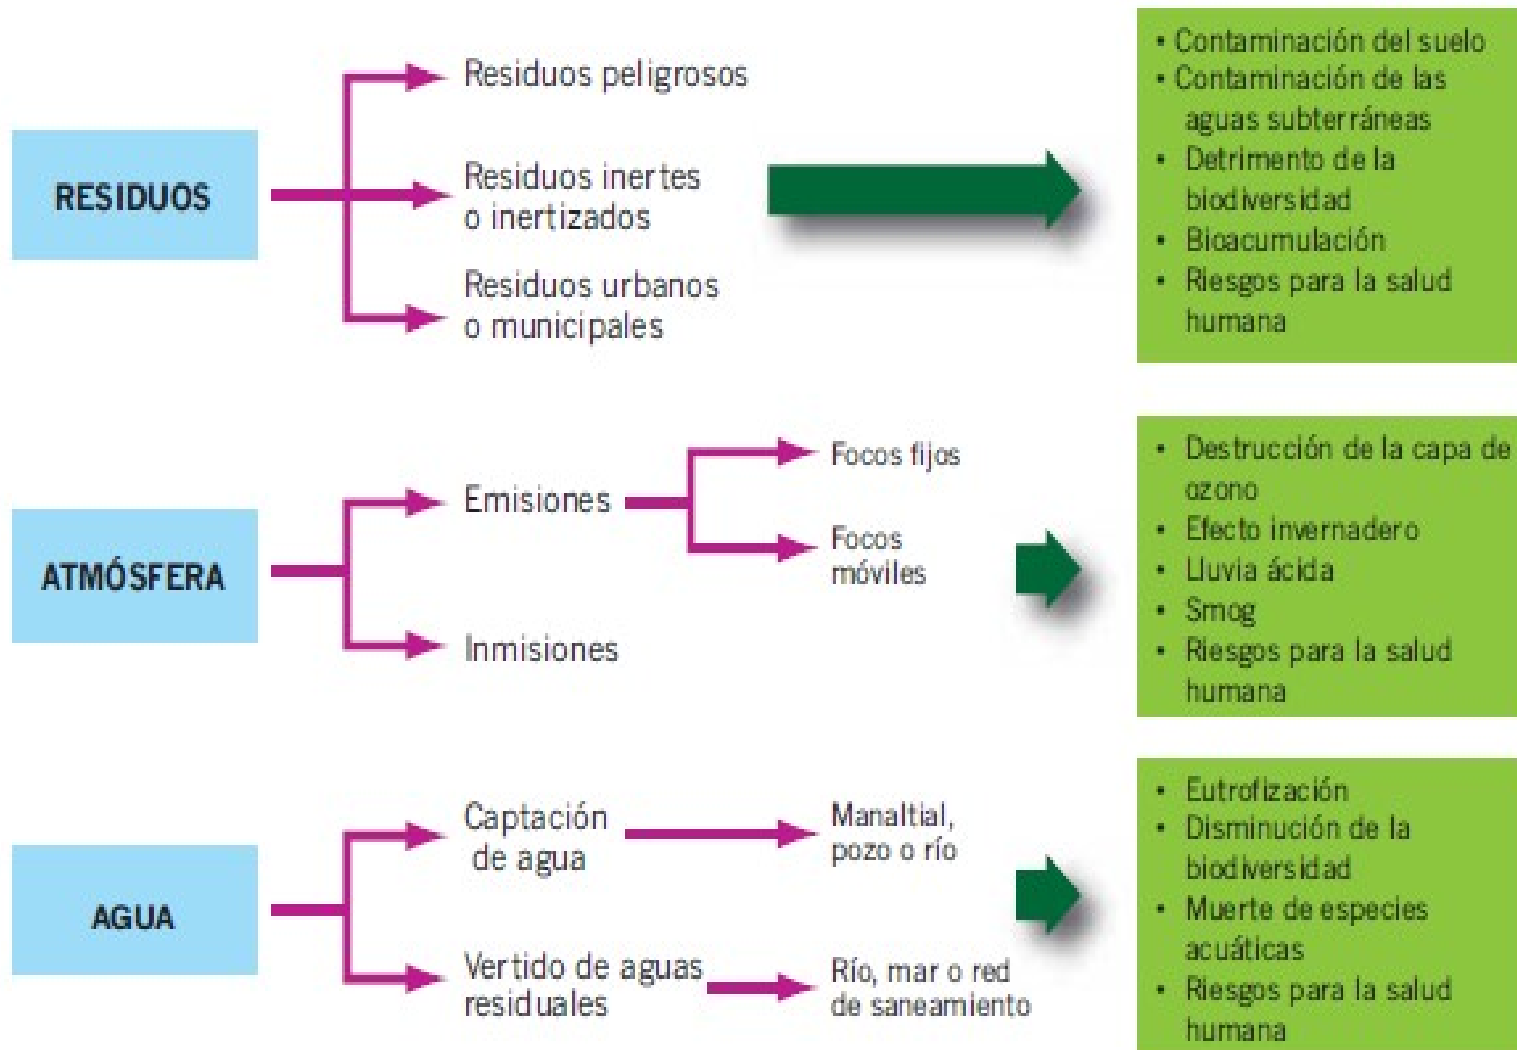 RESIDUOS
Residuos peligrosos
Residuos inertes
o inertizados
Residuos urbanos
o municipales
• Contaminación del suelo
• Contaminación de las
aguas subterráneas
• Detrimento de la
biodiversidad
• Bioacumulación
• Riesgos para la salud
humana
ATMÓSFERA
Emisiones
Focos fijos
Focos
móviles
Inmisiones
• Destrucción de la capa de
ozono
• Efecto invernadero
• Lluvia ácida
• Smog
• Riesgos para la salud
humana
AGUA
Captación
de agua
Manaltial,
pozo o río
Vertido de aguas
residuales
Río, mar o red
de saneamiento
• Eutrofización
• Disminución de la
biodiversidad
• Muerte de especies
acuáticas
• Riesgos para la salud
humana